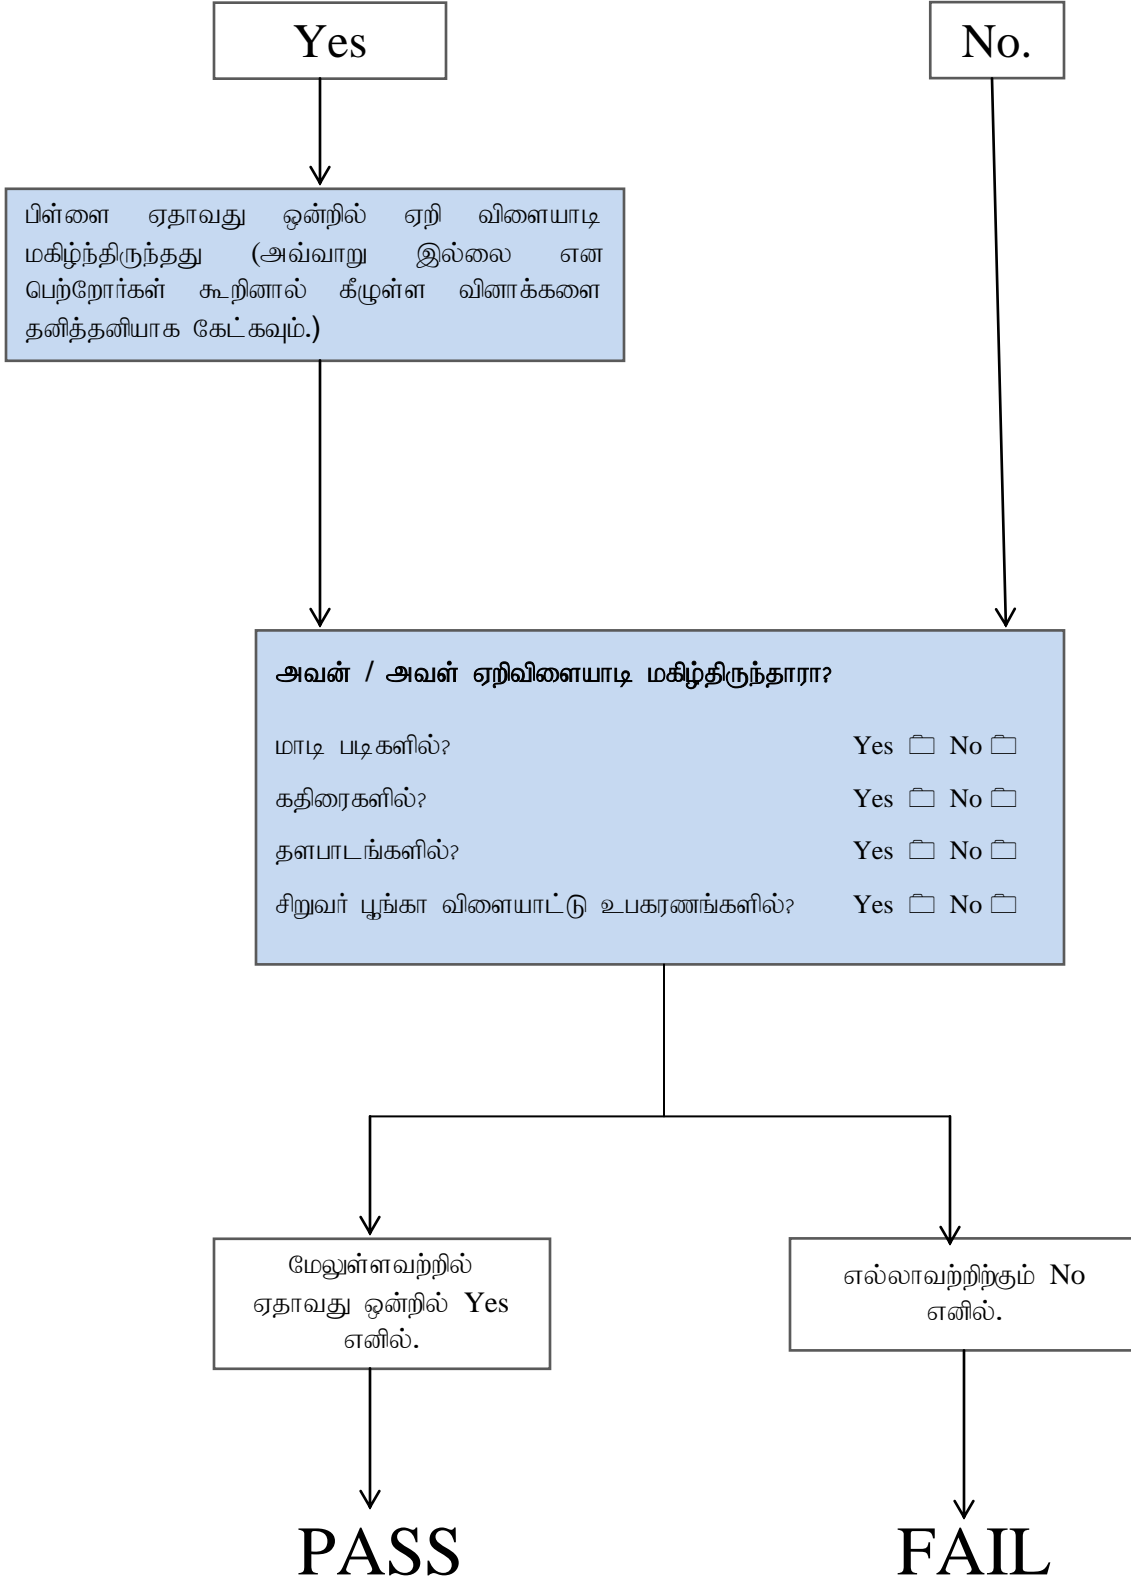 Yes
No.
பிள்ளை ஏதாவது ஒன்றில் ஏறி விளையாடி
மகிழ்ந்திருந்தது (அவ்வாறு இல்லை என
பெற்றோர்கள் கூறினால் கீழுள்ள வினாக்களை
தனித்தனியாக கேட்கவும்.)
அவன் / அவள் ஏறிவிளையாடி மகிழ்திருந்தாரா?
மாடி படிகளில்? Yes No
கதிரைகளில்? Yes No
தளபாடங்களில்? Yes No
சிறுவர் பூங்கா விளையாட்டு உபகரணங்களில்? Yes No
மேலுள்ளவற்றில்
ஏதாவது ஒன்றில் Yes
எனில்.
எல்லாவற்றிற்கும் No
எனில்.
PASS
FAIL